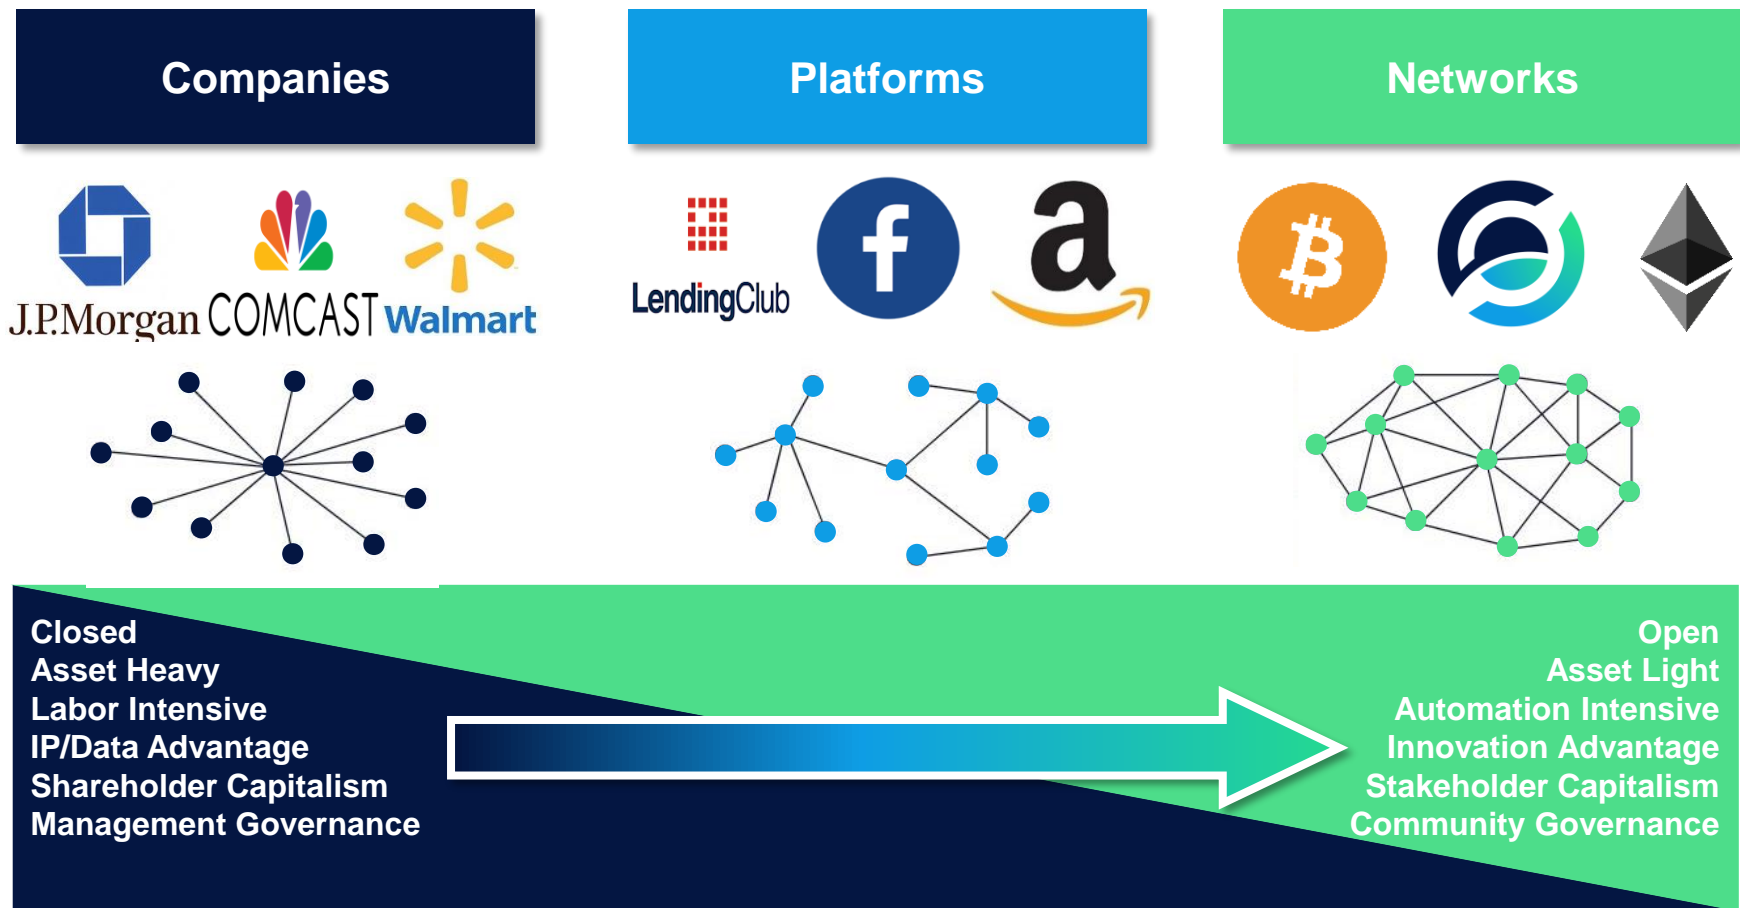 Companies
Platforms
Networks
J.P.Morgan
COMCAST
Walmart
LendingClub
f
a
Closed
Asset Heavy
Labor Intensive
IP/Data Advantage
Shareholder Capitalism
Management Governance
Open
Asset Light
Automation Intensive
Innovation Advantage
Stakeholder Capitalism
Community Governance